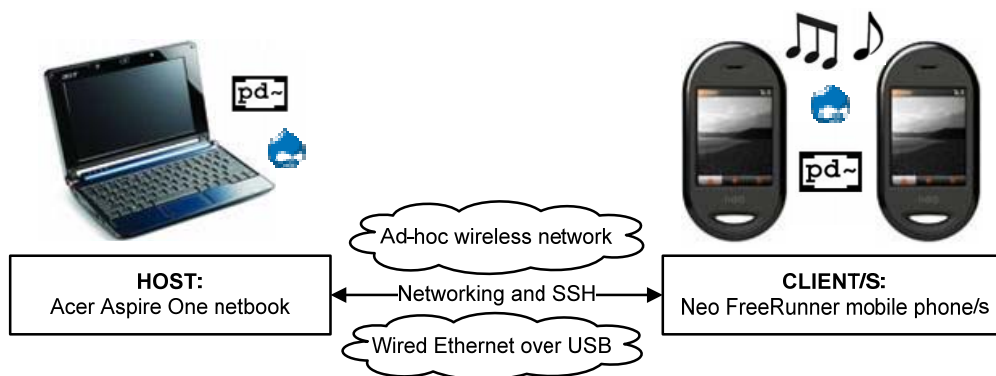 pd~
pd~
Ad-hoc wireless network
HOST:
Acer Aspire One netbook
Networking and SSH
CLIENT/S:
Neo FreeRunner mobile phone/s
Wired Ethernet over USB